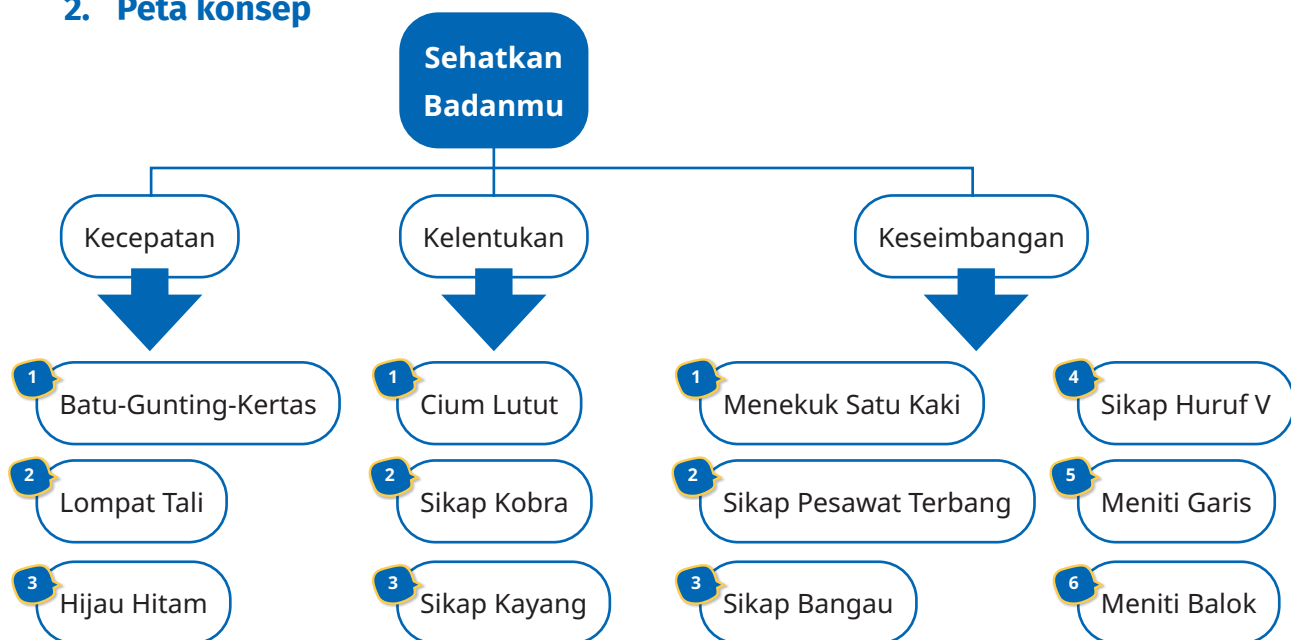 2. Peta konsep
Sehatkan
Badanmu
Kecepatan
Kelentukan
Keseimbangan
1
Batu-Gunting-Kertas
2
Lompat Tali
3
Hijau Hitam
1
Cium Lutut
2
Sikap Kobra
3
Sikap Kayang
1
Menekuk Satu Kaki
2
Sikap Pesawat Terbang
3
Sikap Bangau
4
Sikap Huruf V
5
Meniti Garis
6
Meniti Balok